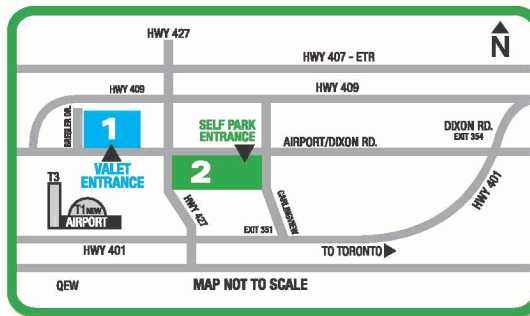 HWY 427
N
HWY 407 - ETR
HWY 409
HWY 409
BRESLER DR.
1
SELF PARK
ENTRANCE
DIXON RD.
EXIT 354
AIRPORT/DIXON RD.
VALET
ENTRANCE
2
T3
T1 NEW
AIRPORT
HWY 427
CARLINGVIEW
HWY 401
EXIT 351
HWY 401
TO TORONTO
QEW
MAP NOT TO SCALE